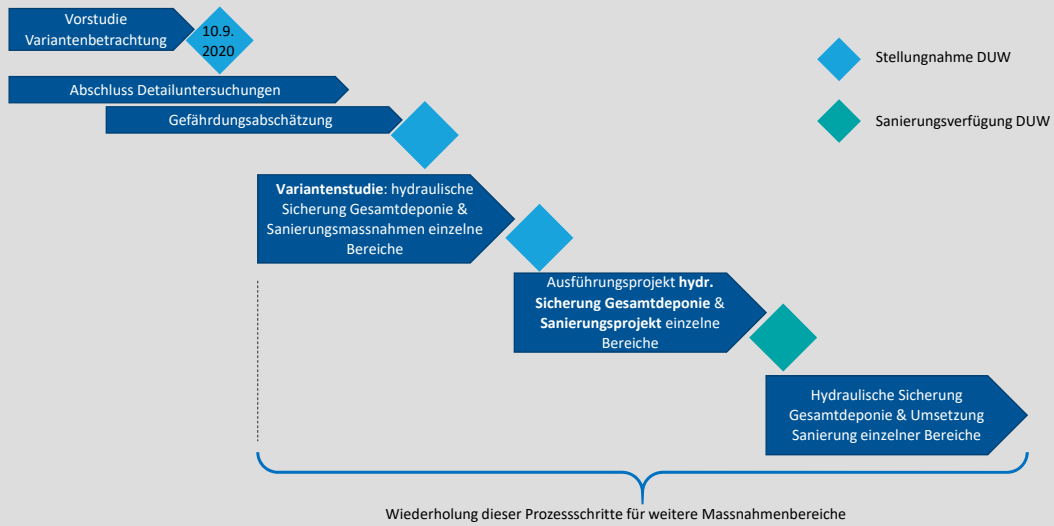 Vorstudie
Variantenbetrachtung
10.9.
2020
Stellungnahme DUW
Abschluss Detailuntersuchungen
Gefährdungsabschätzung
Sanierungsverfügung DUW
Variantenstudie: hydraulische
Sicherung Gesamtdeponie &
Sanierungsmassnahmen einzelne
Bereiche
Ausführungsprojekt hydr.
Sicherung Gesamtdeponie &
Sanierungsprojekt einzelne
Bereiche
Hydraulische Sicherung
Gesamtdeponie & Umsetzung
Sanierung einzelner Bereiche
Wiederholung dieser Prozessschritte für weitere Massnahmenbereiche